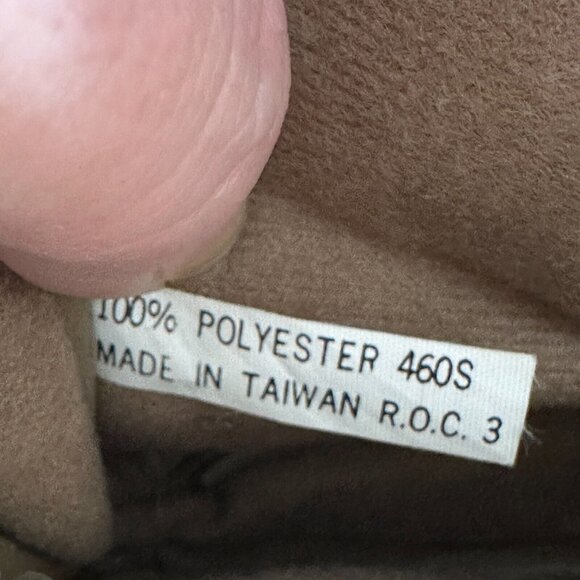 100% POLYESTER 460S
MADE IN TAIWAN R.O.C. 3